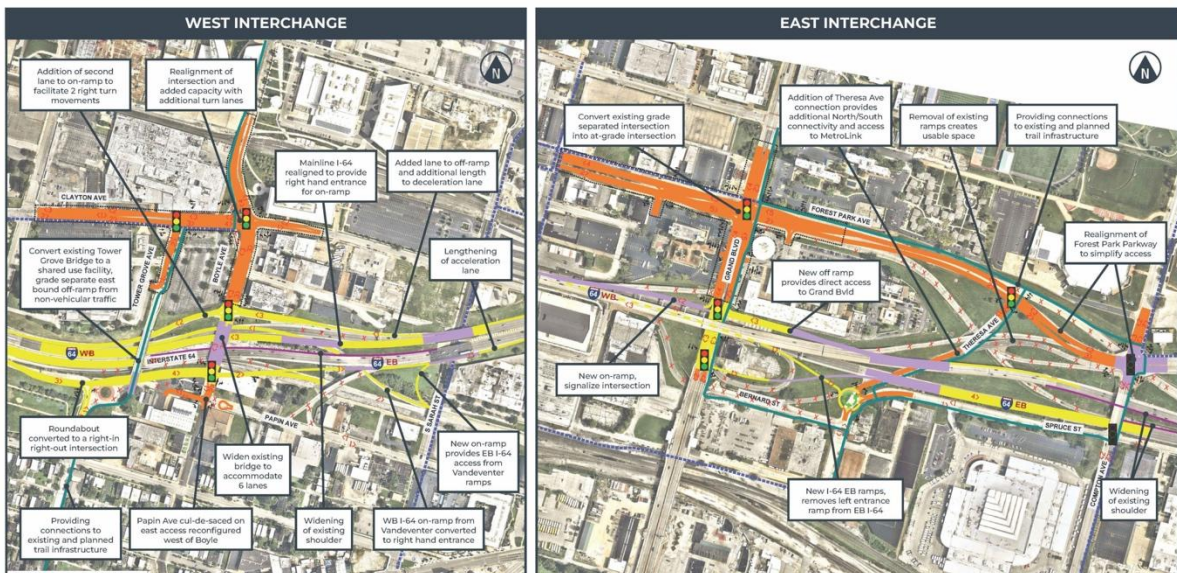 WEST INTERCHANGE
Addition of second
lane to on-ramp to
facilitate 2 right turn
movements
Realignment of
intersection and
added capacity with
additional turn lanes
Mainline I-64
realigned to provide
right hand entrance
for on-ramp
Added lane to off-ramp
and additional length
to deceleration lane
N
CLAYTON AVE
Convert existing Tower
Grove Bridge to a
shared use facility,
grade separate east
bound off-ramp from
non-vehicular traffic
TOWER GROVE AVE
BOYLE AVE
Lengthening
of acceleration
lane
64 WB
INTERSTATE 64
64 EB
PAPIN AVE
S SARAH ST
Roundabout
converted to a right-in
right-out intersection
Widen existing
bridge to
accommodate
6 lanes
New on-ramp
provides EB I-64
access from
Vandeventer
ramps
Providing
connections to
existing and planned
trail infrastructure
Papin Ave cul-de-saced on
east access reconfigured
west of Boyle
Widening
of existing
shoulder
WB I-64 on-ramp from
Vandeventer converted
to right hand entrance
EAST INTERCHANGE
Convert existing grade
separated intersection
into at-grade intersection
Addition of Theresa Ave
connection provides
additional North/South
connectivity and access
to MetroLink
Removal of existing
ramps creates
usable space
Providing connections
to existing and planned
trail infrastructure
N
FOREST PARK AVE
GRAND BLVD
Realignment of
Forest Park Parkway
to simplify access
New off ramp
provides direct access
to Grand Bvld
64 WB
THERESA AVE
New on-ramp,
signalize intersection
BERNARD ST
64 EB
SPRUCE ST
COMPTON AVE
New I-64 EB ramps,
removes left entrance
ramp from EB I-64
Widening
of existing
shoulder